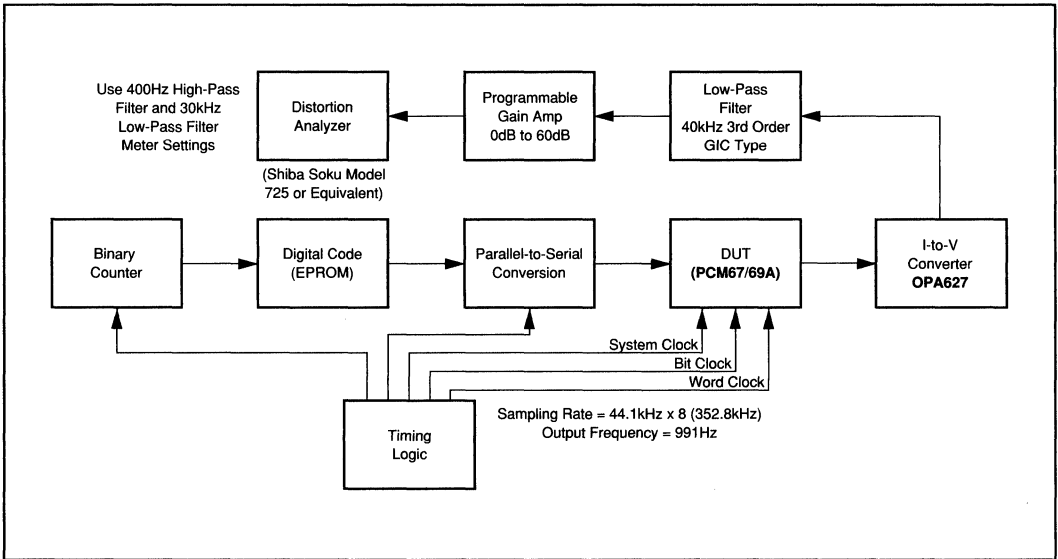 Use 400Hz High-Pass
Filter and 30kHz
Low-Pass Filter
Meter Settings
Distortion
Analyzer
(Shiba Soku Model
725 or Equivalent)
Programmable
Gain Amp
0dB to 60dB
Low-Pass
Filter
40kHz 3rd Order
GIC Type
Binary
Counter
Digital Code
(EPROM)
Parallel-to-Serial
Conversion
DUT
(PCM67/69A)
I-to-V
Converter
OPA627
System Clock
Bit Clock
Word Clock
Timing
Logic
Sampling Rate = 44.1kHz x 8 (352.8kHz)
Output Frequency = 991Hz